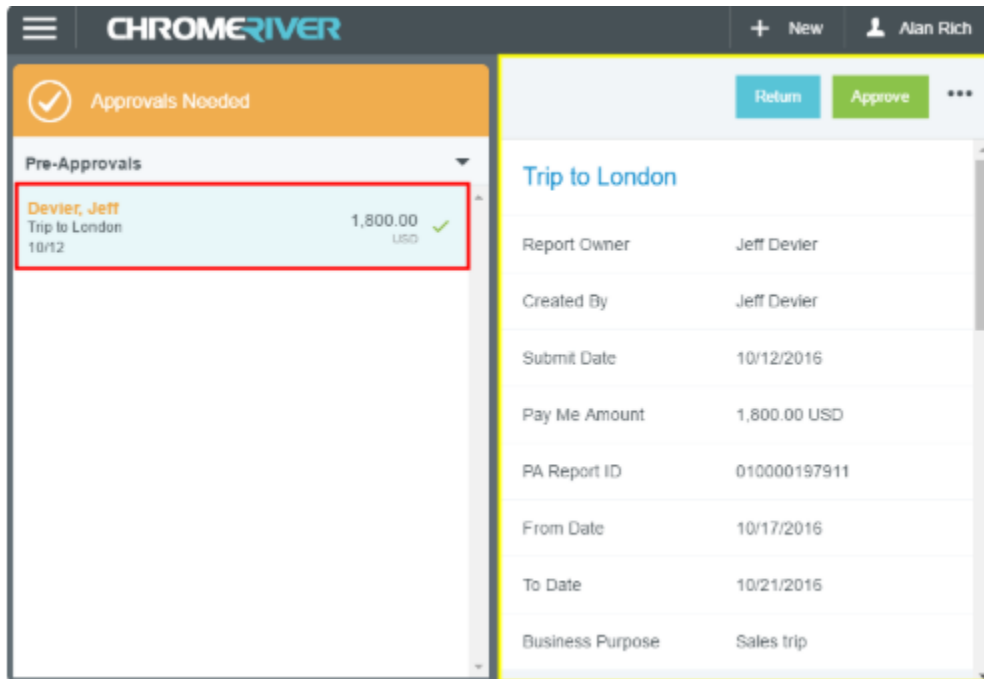 CHROMERIVER
+ New
Alan Rich
Approvals Needed
Pre-Approvals
Devier, Jeff
Trip to London
10/12
1,800.00
USD
Return
Approve
•••
Trip to London
Report Owner Jeff Devier
Created By Jeff Devier
Submit Date 10/12/2016
Pay Me Amount 1,800.00 USD
PA Report ID 010000197911
From Date 10/17/2016
To Date 10/21/2016
Business Purpose Sales trip